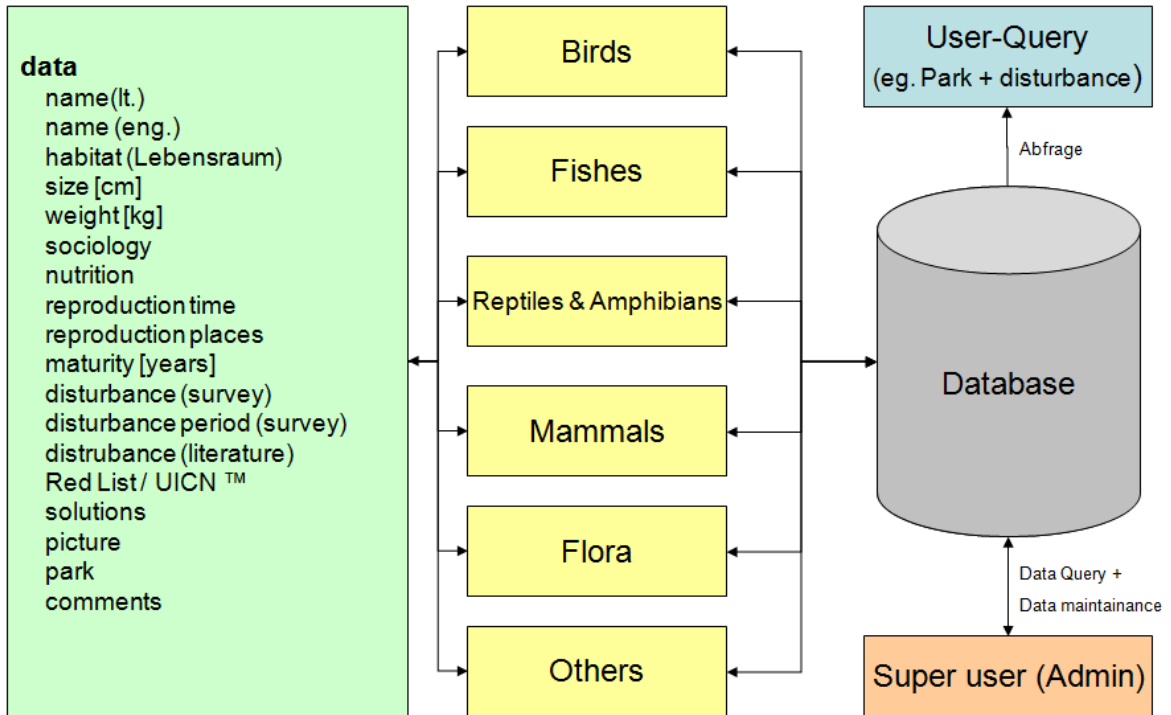 data
name(lt.)
name (eng.)
habitat (Lebensraum)
size [cm]
weight [kg]
sociology
nutrition
reproduction time
reproduction places
maturity [years]
disturbance (survey)
disturbance period (survey)
distrubance (literature)
Red List / UICN ™
solutions
picture
park
comments
Birds
Fishes
Reptiles & Amphibians
Mammals
Flora
Others
User-Query
(eg. Park + disturbance)
Abfrage
Database
Data Query +
Data maintainance
Super user (Admin)